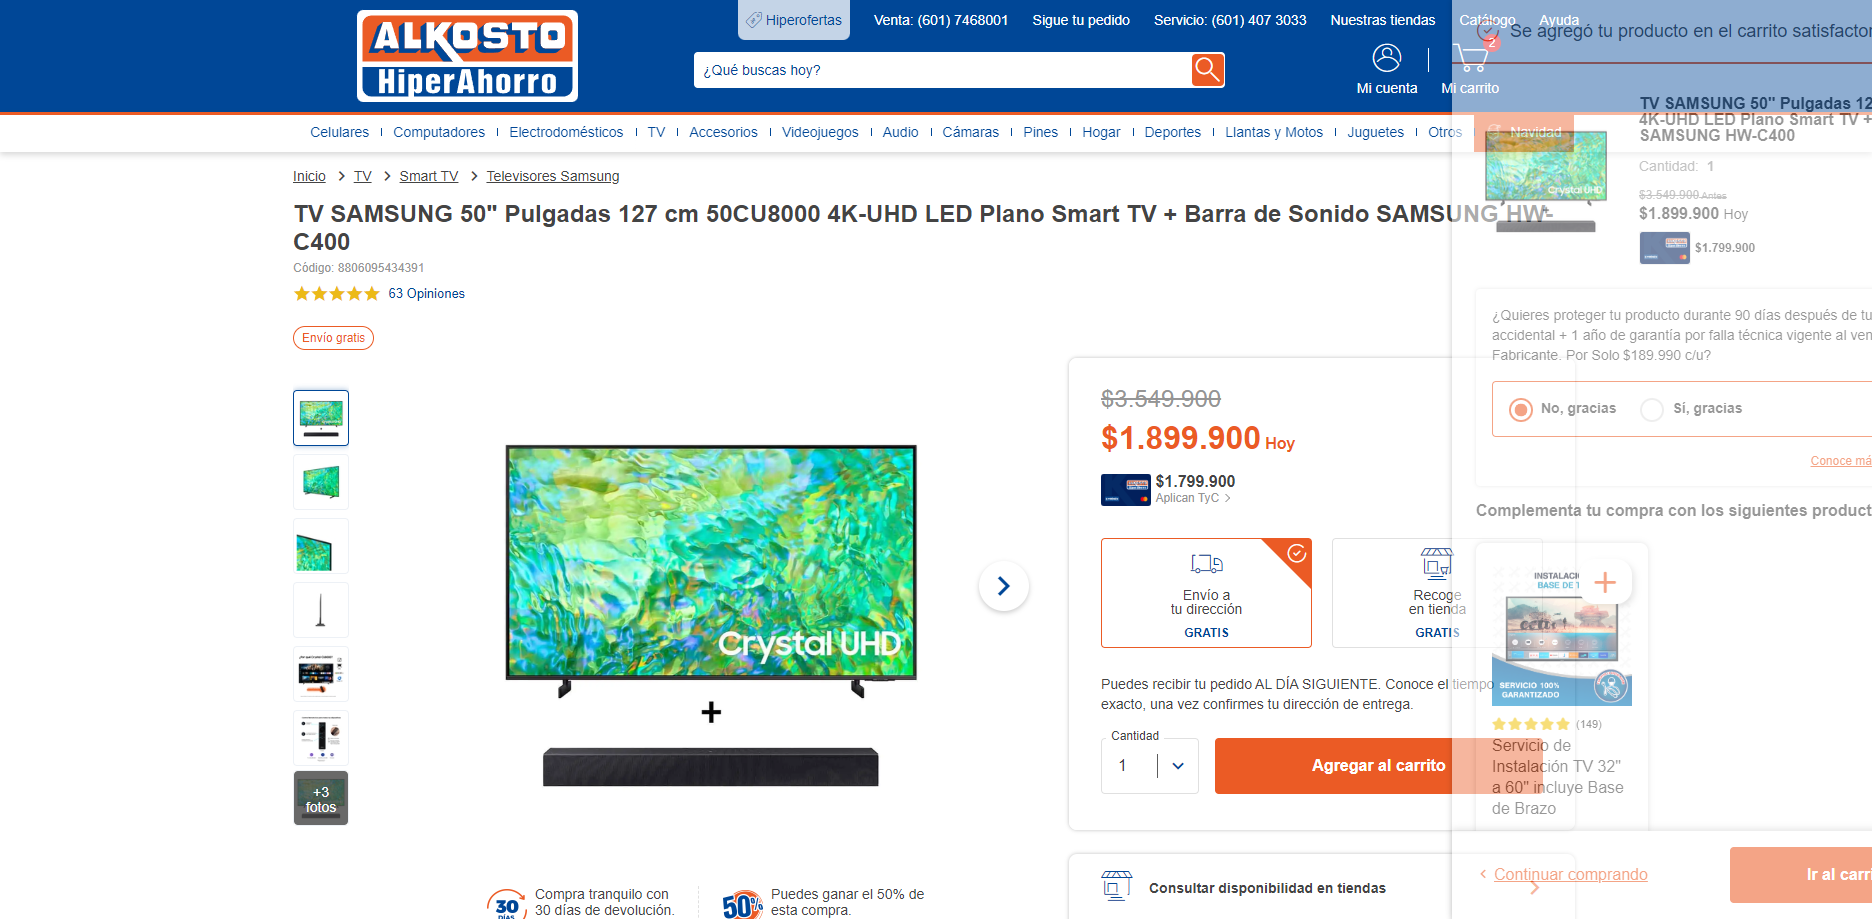 Hiperofertas
Venta: (601) 7468001
Sigue tu pedido
Servicio: (601) 407 3033
Nuestras tiendas
Catálogo
Ayuda
ALKOSTO
HiperAhorro
¿Qué buscas hoy?
Mi cuenta
2
Mi carrito
Celulares
Computadores
Electrodomésticos
TV
Accesorios
Videojuegos
Audio
Cámaras
Pines
Hogar
Deportes
Llantas y Motos
Juguetes
Otros
Navidad
Inicio
TV
Smart TV
Televisores Samsung
TV SAMSUNG 50" Pulgadas 127 cm 50CU8000 4K-UHD LED Plano Smart TV + Barra de Sonido SAMSUNG HW-
C400
Código: 8806095434391
63 Opiniones
Envío gratis
+3
fotos
Crystal UHD
+
$3.549.900
$1.899.900 Hoy
$1.799.900
Aplican TyC
Envío a
tu dirección
GRATIS
Recoge
en tienda
GRATIS
Puedes recibir tu pedido AL DÍA SIGUIENTE. Conoce el tiempo
exacto, una vez confirmes tu dirección de entrega.
Cantidad
1
Agregar al carrito
Consultar disponibilidad en tiendas
30
DÍAS
Compra tranquilo con
30 días de devolución.
50%
Puedes ganar el 50% de
esta compra.
Se agregó tu producto en el carrito satisfactor
TV SAMSUNG 50" Pulgadas 12
4K-UHD LED Plano Smart TV +
SAMSUNG HW-C400
Cantidad: 1
$3.549.900 Antes
$1.899.900 Hoy
$1.799.900
Crystal UHD
¿Quieres proteger tu producto durante 90 días después de tu
accidental + 1 año de garantía por falla técnica vigente al ven
Fabricante. Por Solo $189.990 c/u?
No, gracias
Sí, gracias
Conoce má
Complementa tu compra con los siguientes product
INSTALACI
BASE DE T
SERVICIO 100%
GARANTIZADO
(149)
Servicio de
Instalación TV 32"
a 60" incluye Base
de Brazo
Continuar comprando
Ir al carri